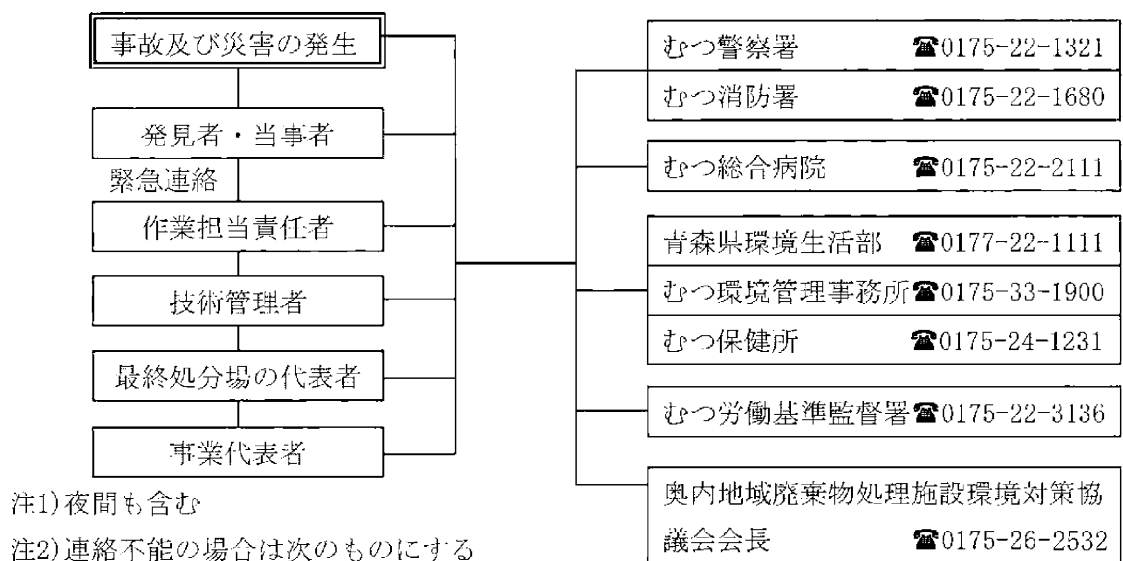 事故及び災害の発生
発見者・当事者
緊急連絡
作業担当責任者
技術管理者
最終処分場の代表者
事業代表者
注1)夜間も含む
注2)連絡不能の場合は次のものにする
むつ警察署 ☎0175-22-1321
むつ消防署 ☎0175-22-1680
むつ総合病院 ☎0175-22-2111
青森県環境生活部 ☎0177-22-1111
むつ環境管理事務所☎0175-33-1900
むつ保健所 ☎0175-24-1231
むつ労働基準監督署☎0175-22-3136
奥内地域廃棄物処理施設環境対策協
議会会長 ☎0175-26-2532